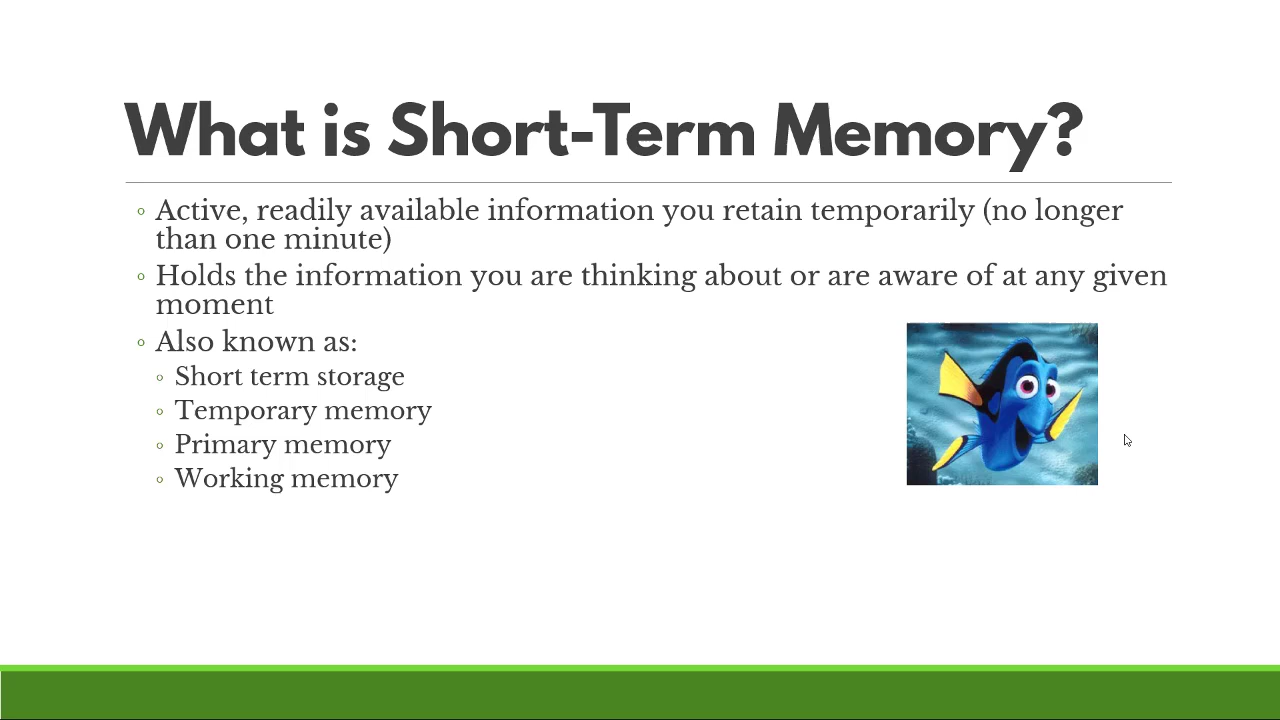 What is Short-Term Memory?
◦ Active, readily available information you retain temporarily (no longer
than one minute)
◦ Holds the information you are thinking about or are aware of at any given
moment
◦ Also known as:
◦ Short term storage
◦ Temporary memory
◦ Primary memory
◦ Working memory